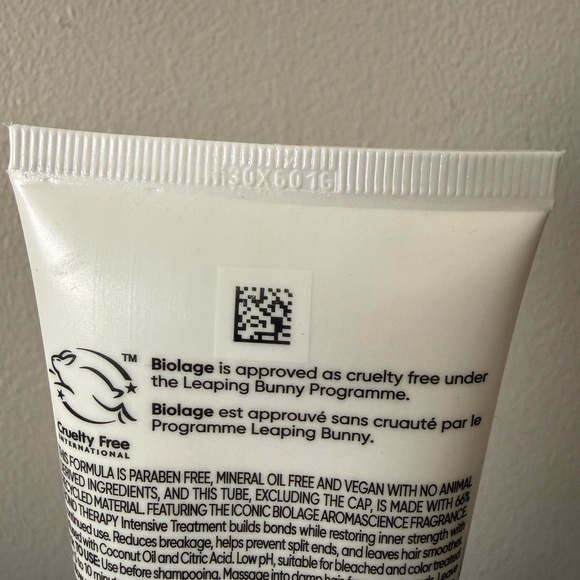 30X601G
TM
Biolage is approved as cruelty free under
the Leaping Bunny Programme.
Biolage est approuvé sans cruauté par le
Programme Leaping Bunny.
Cruelty Free
INTERNATIONAL
THIS FORMULA IS PARABEN FREE, MINERAL OIL FREE AND VEGAN WITH NO ANIMAL
DERIVED INGREDIENTS, AND THIS TUBE, EXCLUDING THE CAP, IS MADE WITH 66%
RECYCLED MATERIAL. FEATURING THE ICONIC BIOLAGE AROMASCIENCE FRAGRANCE.
THERAPY Intensive Treatment builds bonds while restoring inner strength with
use. Reduces breakage, helps prevent split ends, and leaves hair smoother.
with Coconut Oil and Citric Acid. Low pH, suitable for bleached and color treated
TO USE: Use before shampooing. Massage into damp hair
to 10